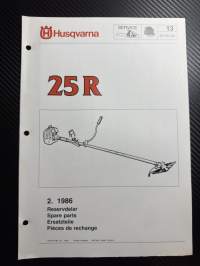 Husqvarna
SERVICE
13
25 R
2. 1986
Reservdelar
Spare parts
Ersatzteile
Pièces de rechange